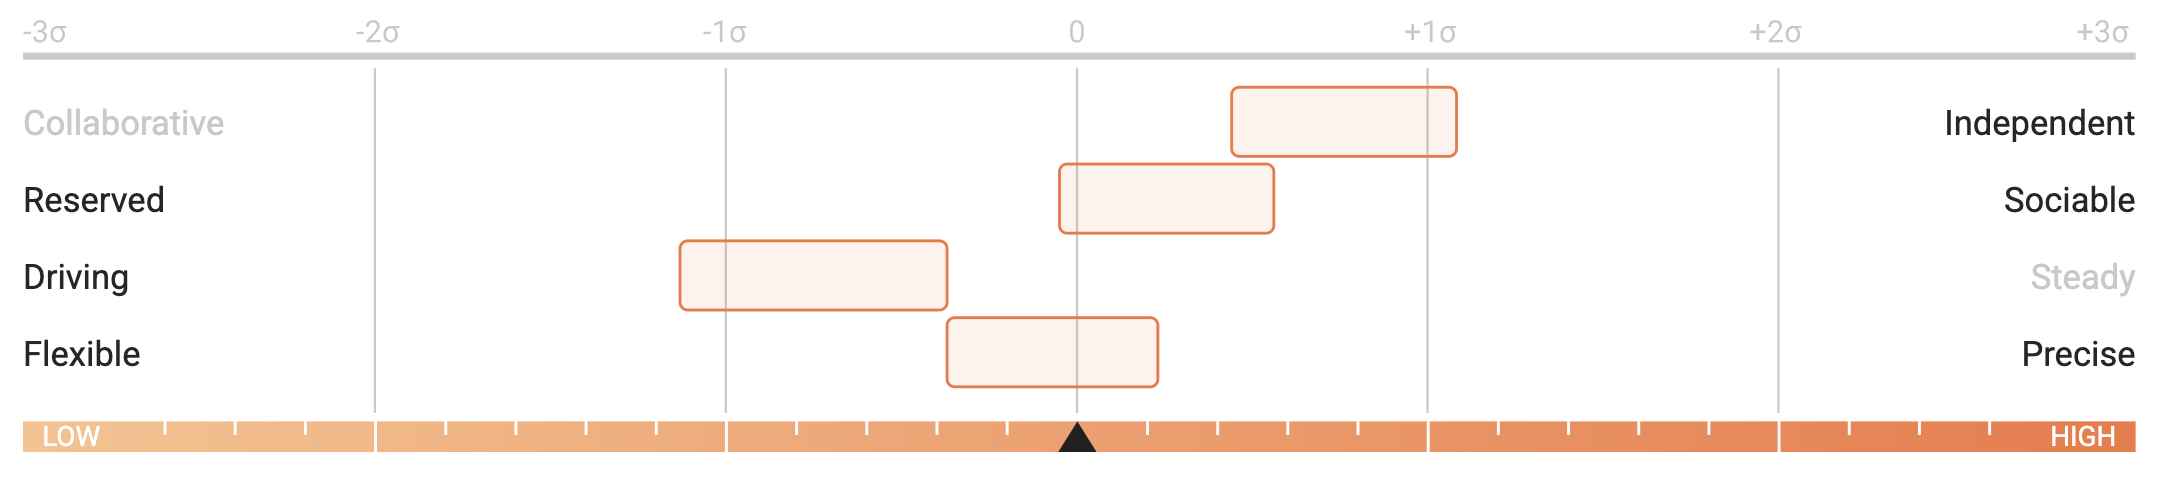 -3σ -2σ -1σ 0 +1σ +2σ +3σ
Collaborative Independent
Reserved Sociable
Driving Steady
Flexible Precise
LOW HIGH